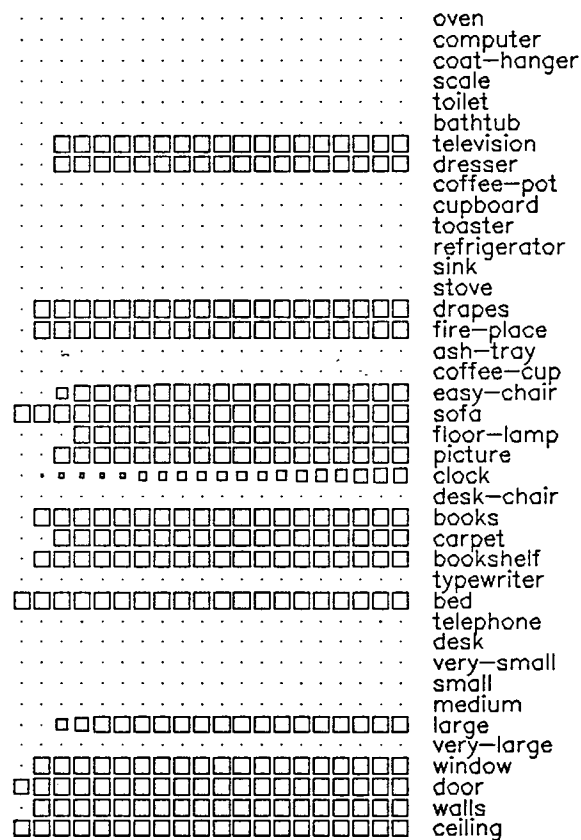 oven
computer
coat-hanger
scale
toilet
bathtub
television
dresser
coffee-pot
cupboard
toaster
refrigerator
sink
stove
drapes
fire-place
ash-tray
coffee-cup
easy-chair
sofa
floor-lamp
picture
clock
desk-chair
books
carpet
bookshelf
typewriter
bed
telephone
desk
very-small
small
medium
large
very-large
window
door
walls
ceiling